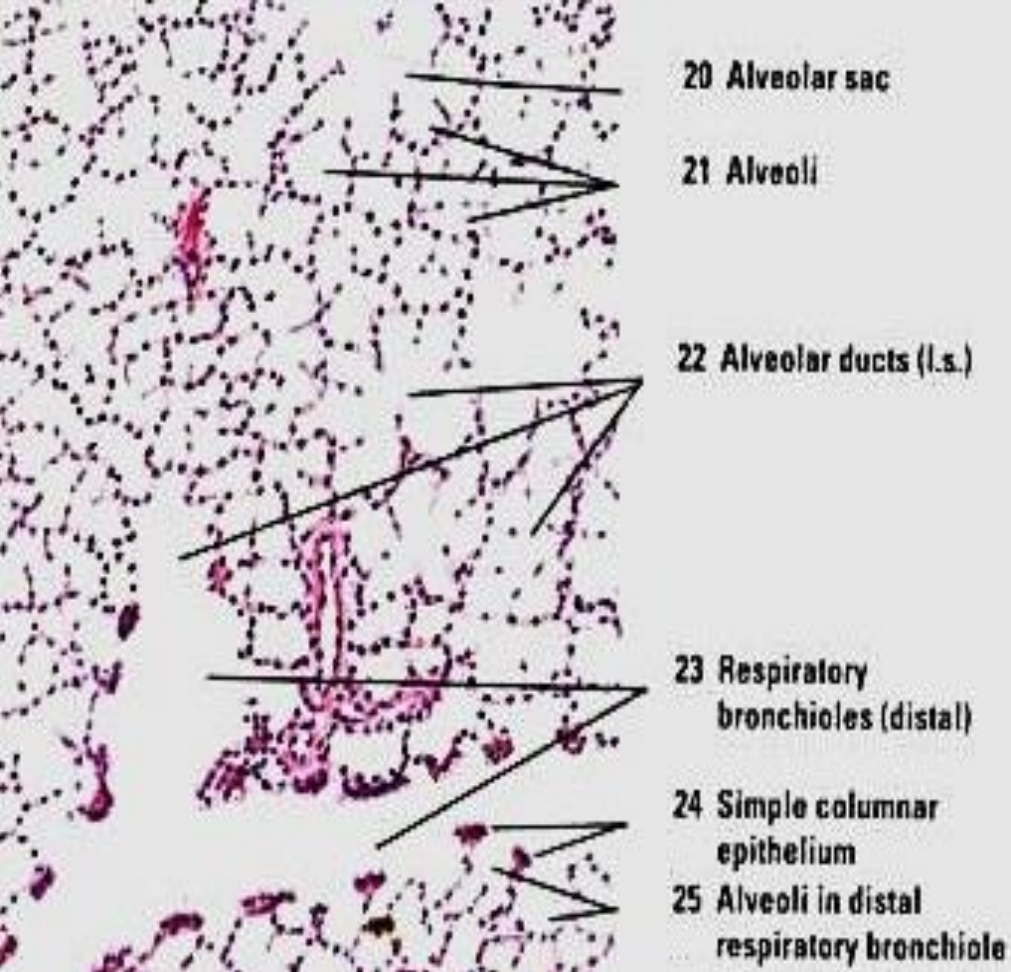 20 Alveolar sac
21 Alveoli
22 Alveolar ducts (l.s.)
23 Respiratory
bronchioles (distal)
24 Simple columnar
epithelium
25 Alveoli in distal
respiratory bronchiole